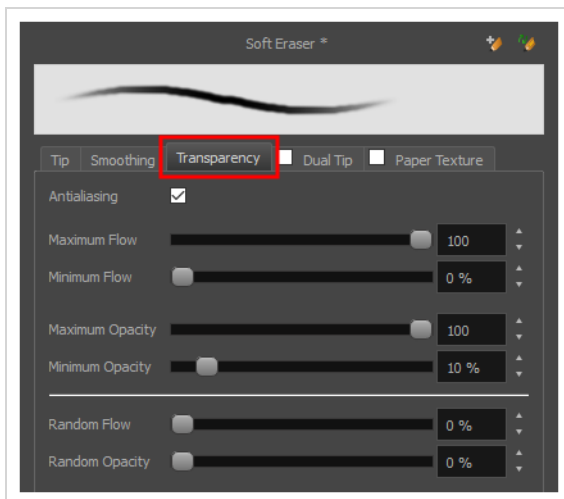 Soft Eraser *
Tip Smoothing Transparency Dual Tip Paper Texture
Antialiasing
Maximum Flow 100
Minimum Flow 0 %
Maximum Opacity 100
Minimum Opacity 10 %
Random Flow 0 %
Random Opacity 0 %